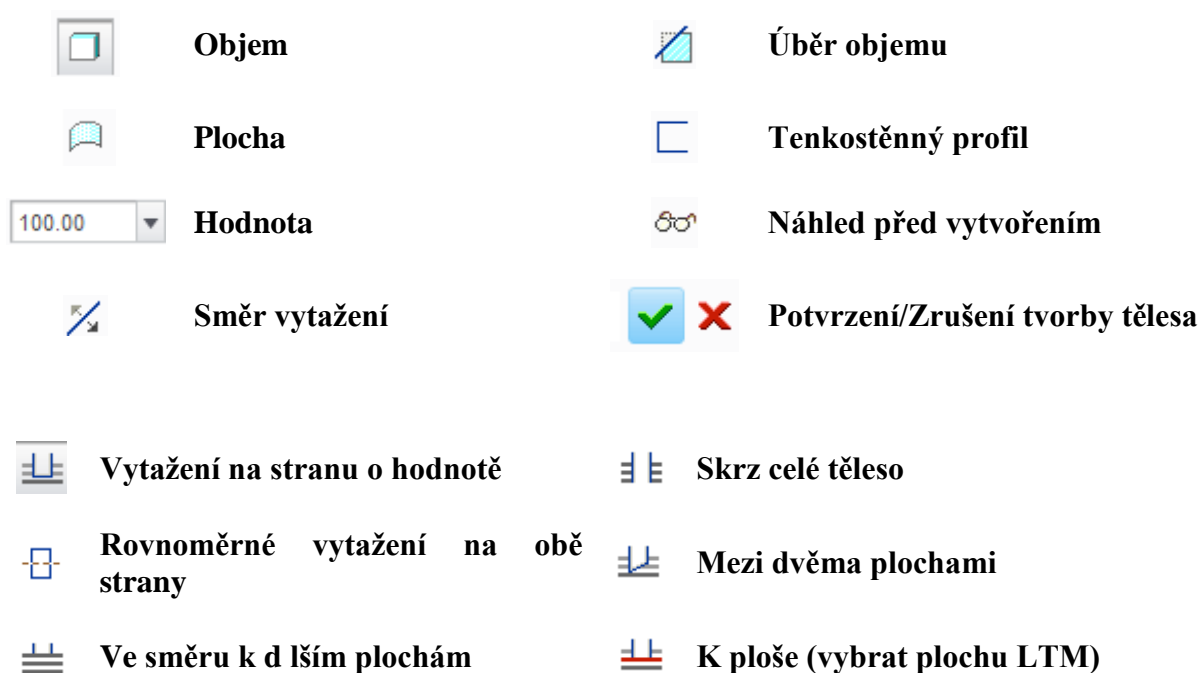 Objem Úběr objemu
Plocha Tenkostěnný profil
100.00 Hodnota Náhled před vytvořením
Směr vytažení Potvrzení/Zrušení tvorby tělesa
Vytažení na stranu o hodnotě Skrz celé těleso
Rovnoměrné vytažení na obě
strany
Mezi dvěma plochami
Ve směru k d lším plochám K ploše (vybrat plochu LTM)